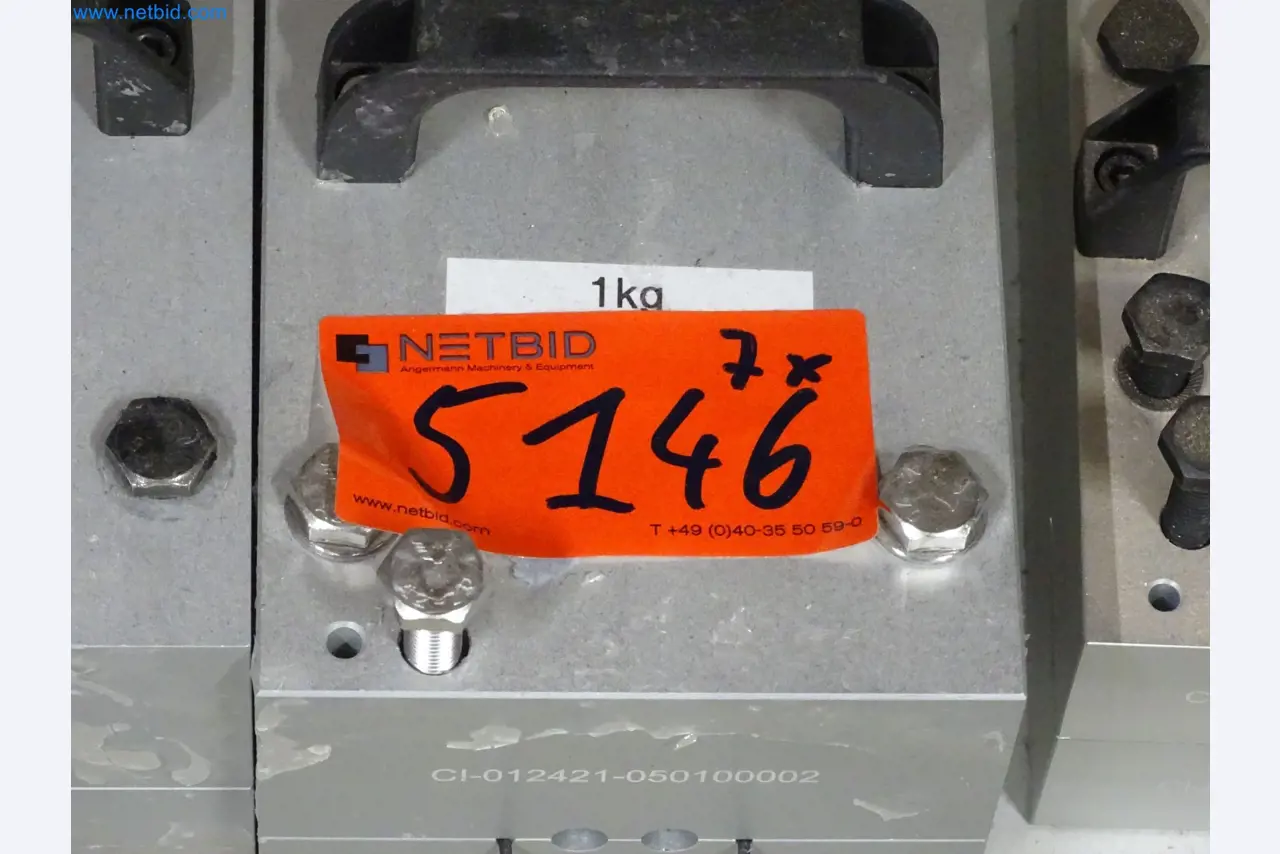 www.netbid.com
1kg
NETBID
Angermann Machinery & Equipment
7x
5146
www.netbid.com
T +49 (0)40-35 50 59-0
CI-012421-050100002